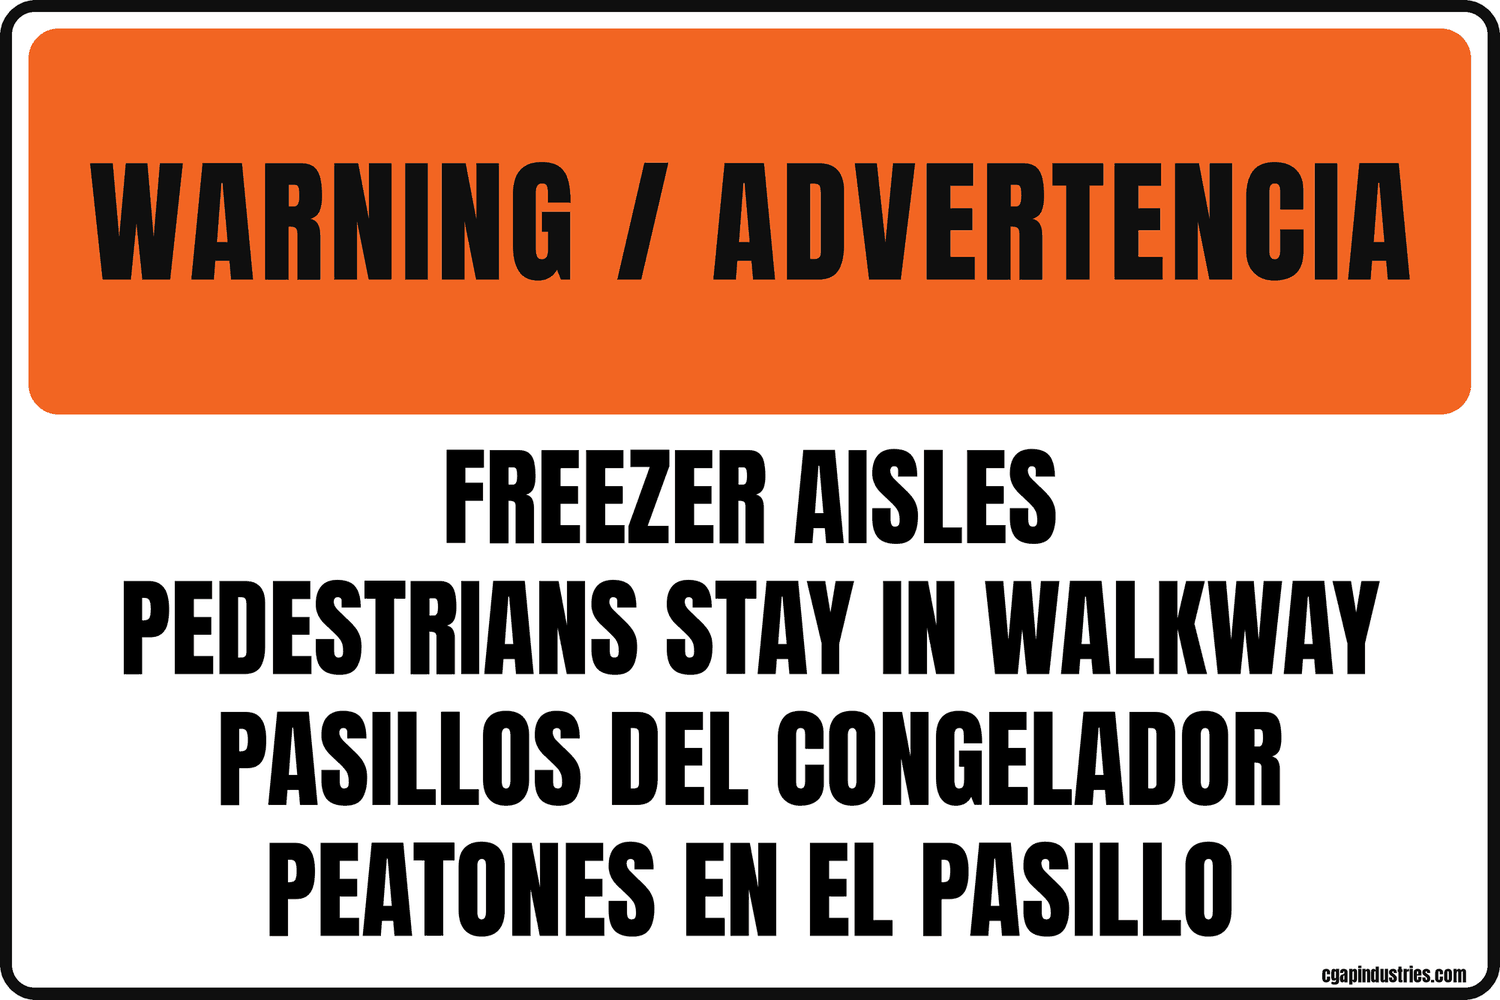 WARNING / ADVERTENCIA
FREEZER AISLES
PEDESTRIANS STAY IN WALKWAY
PASILLOS DEL CONGELADOR
PEATONES EN EL PASILLO
cgapindustries.com